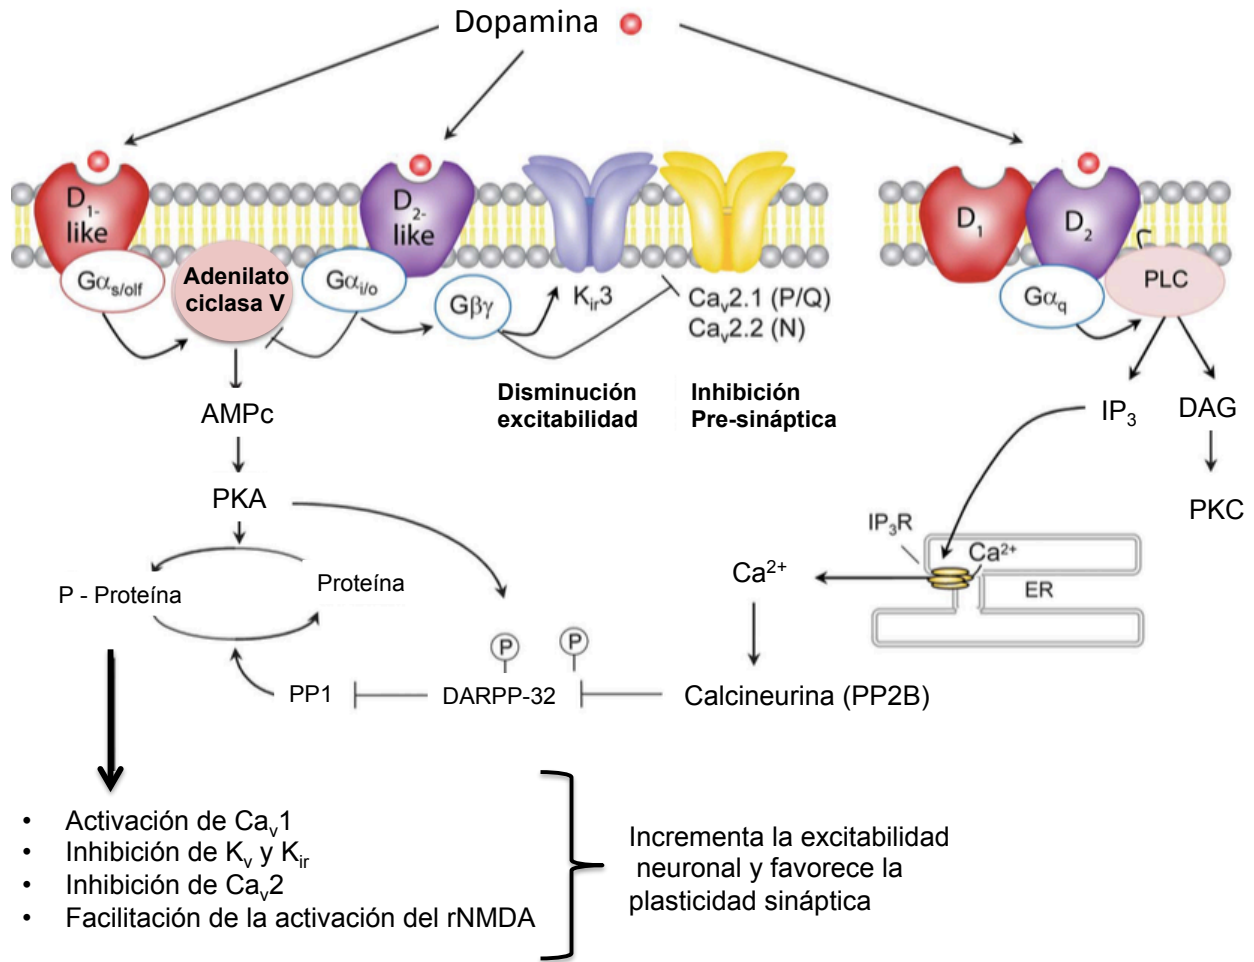 Dopamina
D1-
like
D2-
like
D1
D2
Gαs/olf
Adenilato
ciclasa V
Gαi/o
Gβγ
Kir3
Cav2.1 (P/Q)
Cav2.2 (N)
Gαq
PLC
Disminución
excitabilidad
Inhibición
Pre-sináptica
AMPc
IP3
DAG
PKA
PKC
IP3R
Ca2+
ER
Ca2+
P - Proteína
Proteína
P
P
PP1
DARPP-32
Calcineurina (PP2B)
• Activación de Cav1
• Inhibición de Kv y Kir
• Inhibición de Cav2
• Facilitación de la activación del rNMDA
Incrementa la excitabilidad
neuronal y favorece la
plasticidad sináptica